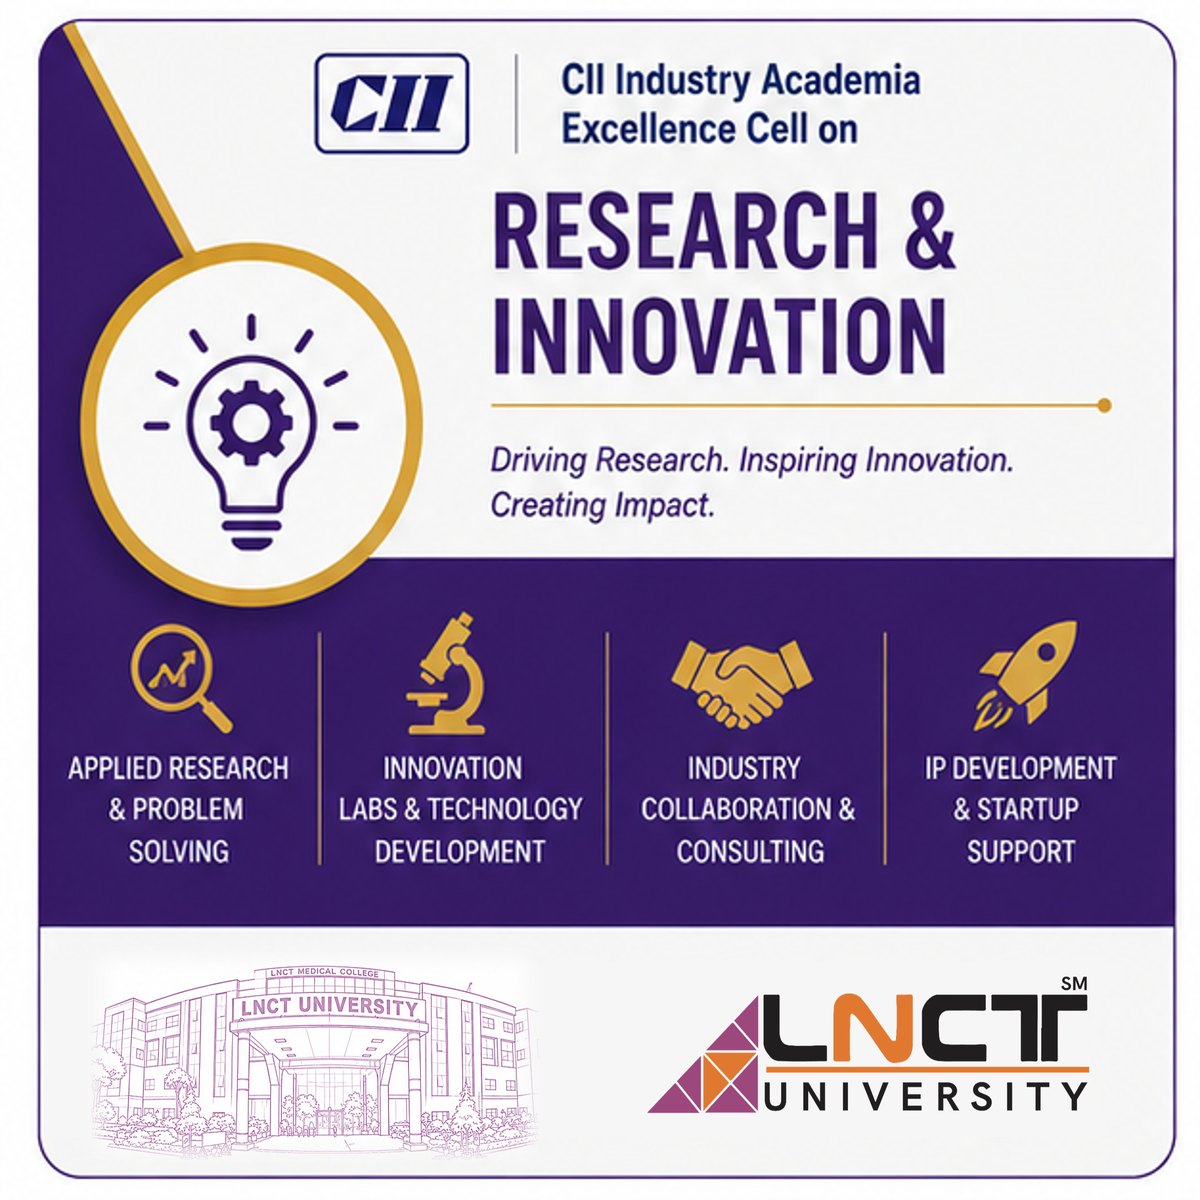 CII
CII Industry Academia
Excellence Cell on
RESEARCH &
INNOVATION
Driving Research. Inspiring Innovation.
Creating Impact.
APPLIED RESEARCH
& PROBLEM
SOLVING
INNOVATION
LABS & TECHNOLOGY
DEVELOPMENT
INDUSTRY
COLLABORATION &
CONSULTING
IP DEVELOPMENT
& STARTUP
SUPPORT
LNCT MEDICAL COLLEGE
LNCT UNIVERSITY
LNCT SM
UNIVERSITY